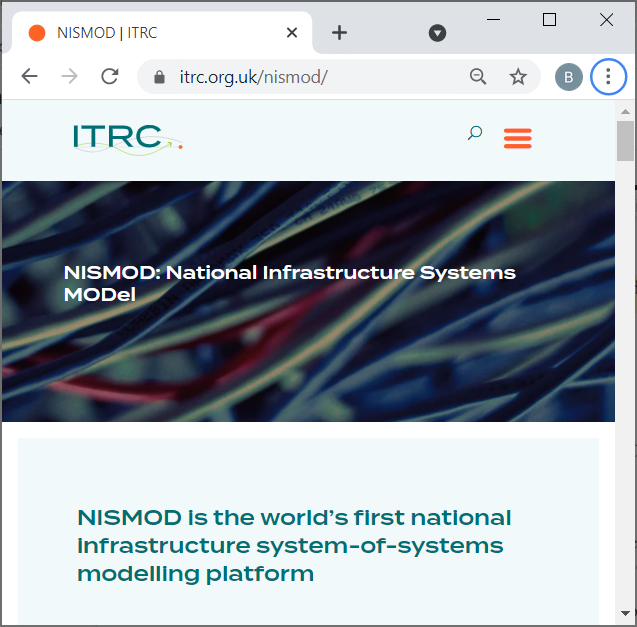 NISMOD | ITRC
itrc.org.uk/nismod/
B
ITRC
NISMOD: National Infrastructure Systems
MODel
NISMOD is the world’s first national
infrastructure system-of-systems
modelling platform